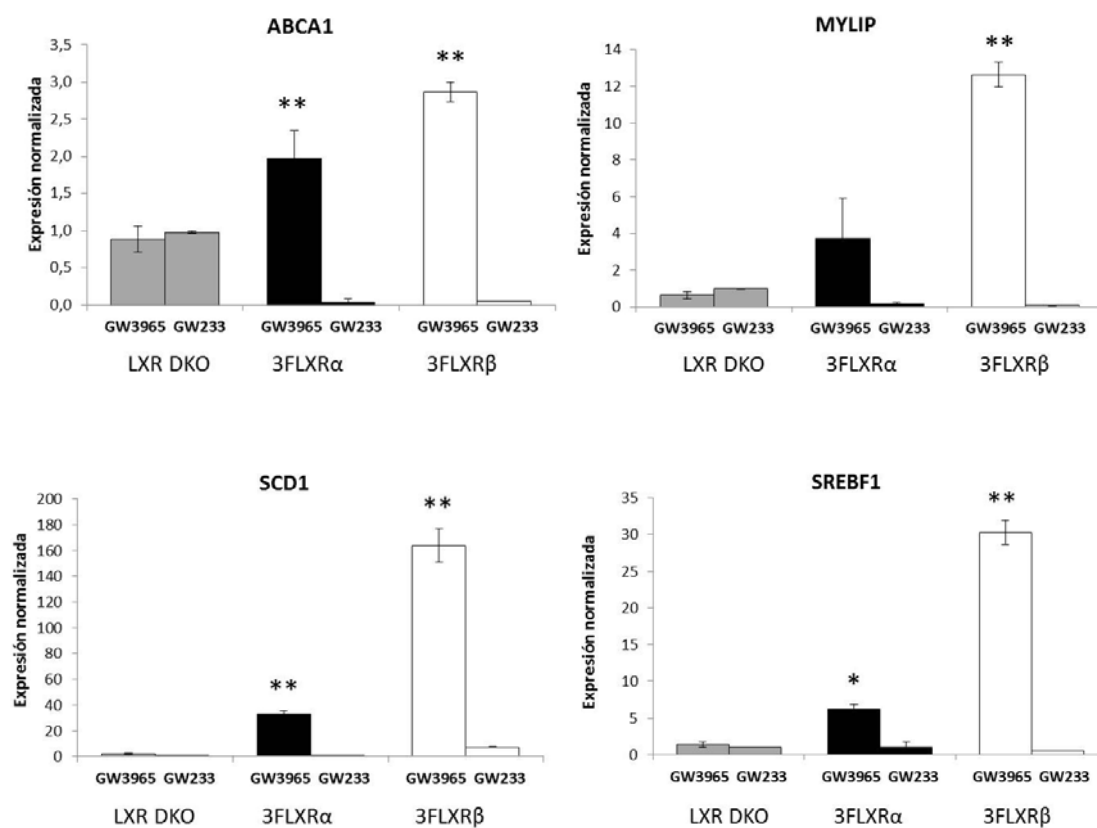 ABCA1
Expresión normalizada
3,5
3,0
2,5
2,0
1,5
1,0
0,5
0,0
**
**
GW3965 GW233 GW3965 GW233 GW3965 GW233
LXR DKO 3FLXRα 3FLXRβ
MYLIP
Expresión normalizada
14
12
10
8
6
4
2
0
**
GW3965 GW233 GW3965 GW233 GW3965 GW233
LXR DKO 3FLXRα 3FLXRβ
SCD1
Expresión normalizada
200
180
160
140
120
100
80
60
40
20
0
**
**
GW3965 GW233 GW3965 GW233 GW3965 GW233
LXR DKO 3FLXRα 3FLXRβ
SREBF1
Expresión normalizada
35
30
25
20
15
10
5
0
*
**
GW3965 GW233 GW3965 GW233 GW3965 GW233
LXR DKO 3FLXRα 3FLXRβ